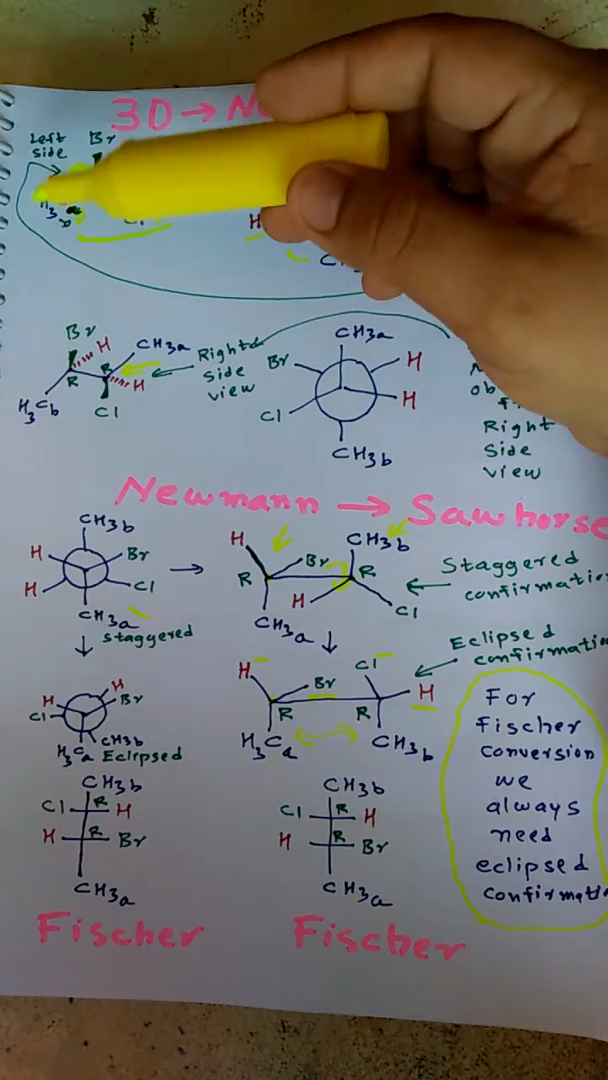 3D → N
Left
side
Br
H3
b
a
Cl
H
Br
H
CH3a
R
R
H
H3Cb
Cl
Right
side
view
CH3a
Br
H
H
Cl
CH3b
Right
Side
view
Newmann → Sawhorse
CH3b
H
Br
H
Cl
CH3a
staggered
H
Br
CH3b
R
R
H
Cl
CH3a
Staggered
confirmation
Eclipsed
confirmation
H
H
Br
Cl
H3Ca
CH3b
Eclipsed
H
Br
Cl
H
R
R
H3Ca
CH3b
CH3b
Cl R H
H R Br
CH3a
Fischer
CH3b
Cl R H
H R Br
CH3a
Fischer
For
Fischer
conversion
we
always
need
eclipsed
confirmati